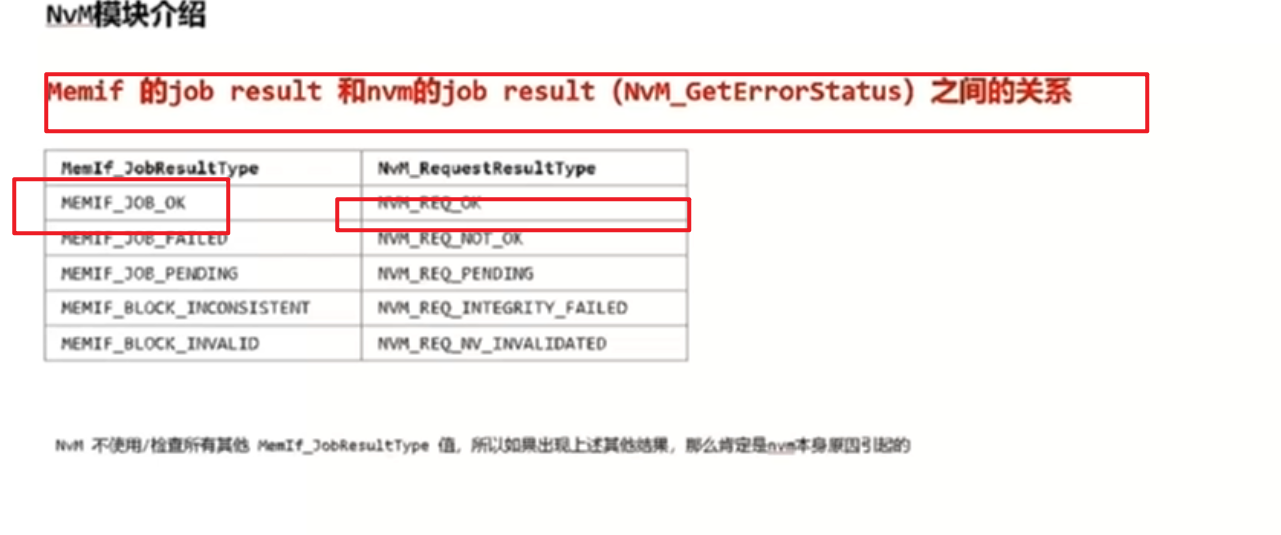 NvM模块介绍
Memif 的job result 和nvm的job result (NvM_GetErrorStatus) 之间的关系
MemIf_JobResultType NvM_RequestResultType
MEMIF_JOB_OK NVM_REQ_OK
MEMIF_JOB_FAILED NVM_REQ_NOT_OK
MEMIF_JOB_PENDING NVM_REQ_PENDING
MEMIF_BLOCK_INCONSISTENT NVM_REQ_INTEGRITY_FAILED
MEMIF_BLOCK_INVALID NVM_REQ_NV_INVALIDATED
NvM 不使用/检查所有其他 MemIf_JobResultType 值，所以如果出现上述其他结果，那么肯定是nvm本身原因引起的